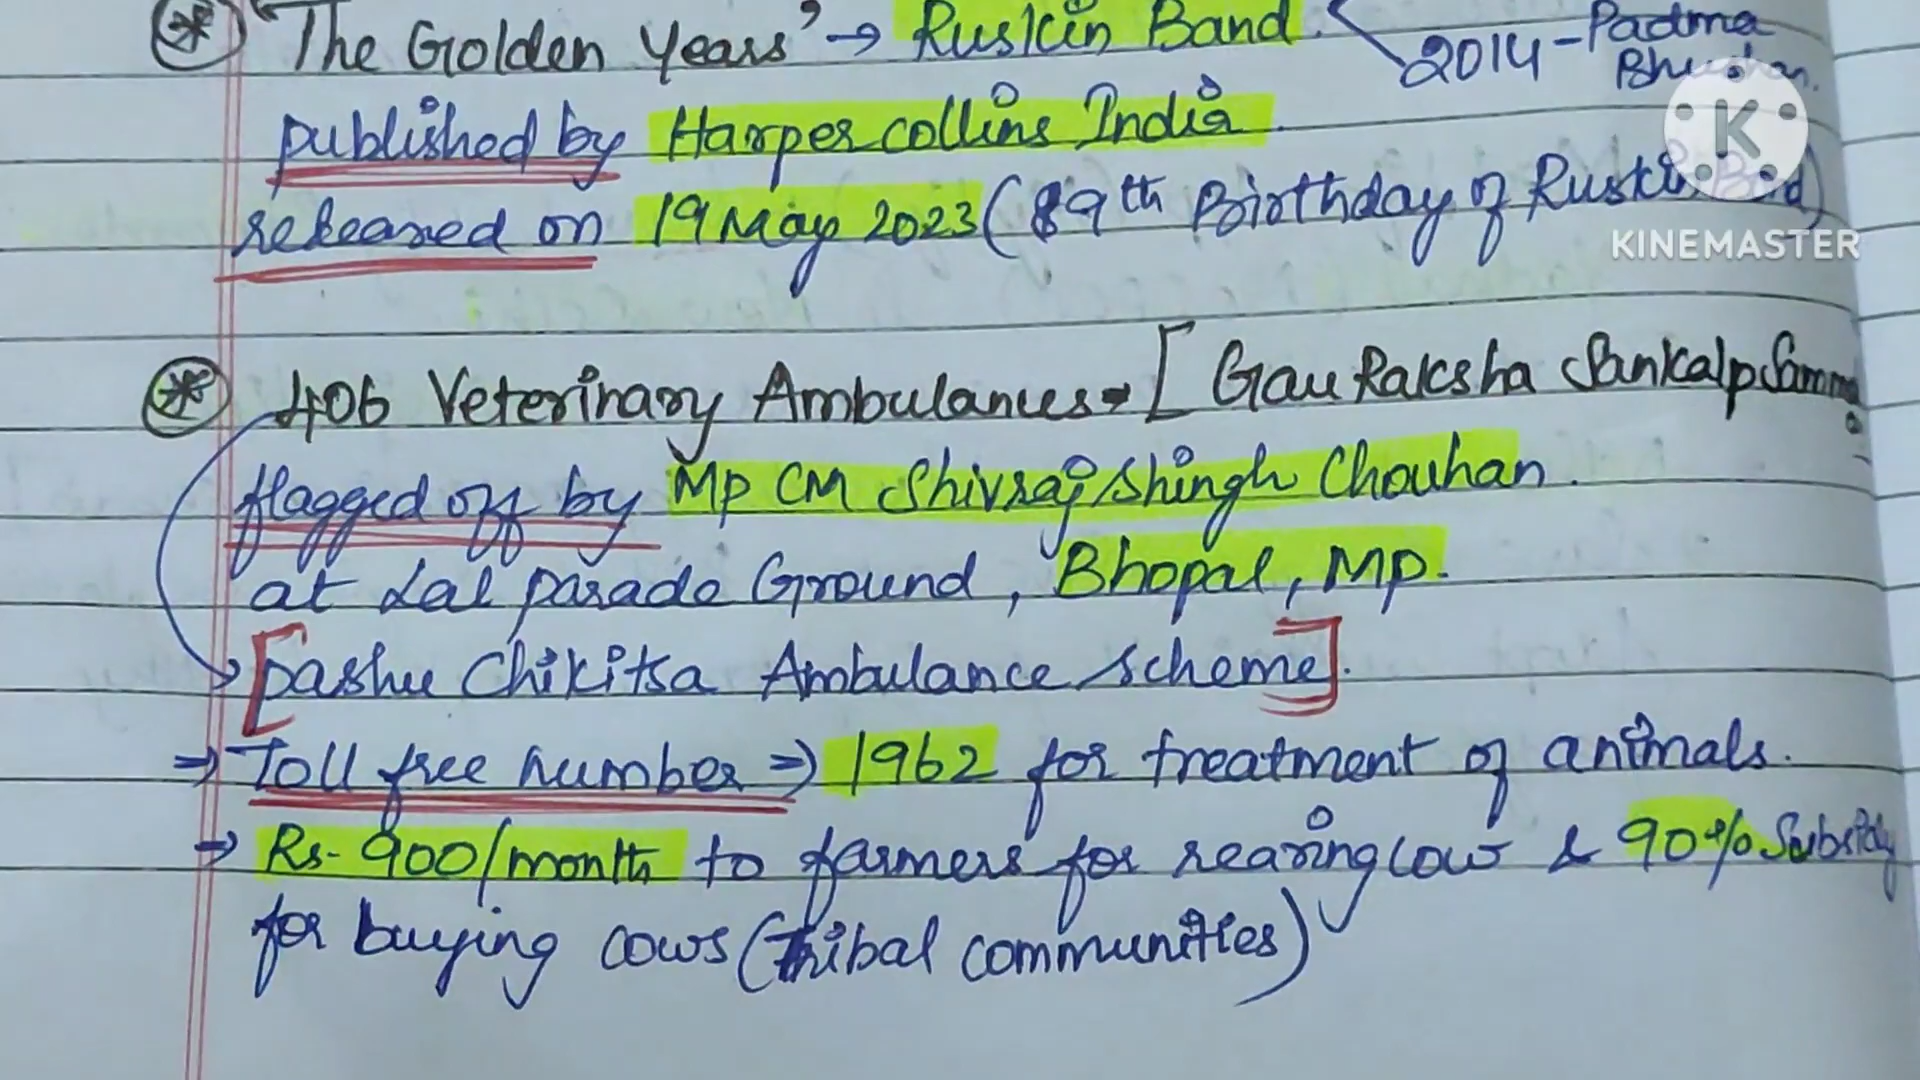 * 'The Golden Years' → Ruskin Band.
2014 - Padma
Bhushan.
published by Harper collins India.
released on 19 May 2023 (89th Birthday of Ruskin Bond)
K
KINEMASTER
* 406 Veterinary Ambulances → [Gau Raksha Sankalp Samm
flagged off by MP CM Shivraj Shingh Chouhan.
at Lal parade Ground, Bhopal, MP.
[Pashu Chikitsa Ambulance scheme].
⇒ Toll free number ⇒ 1962 for treatment of animals.
→ Rs. 900/month to farmers for rearing cow & 90% Subsidy
for buying cows (Tribal communities)